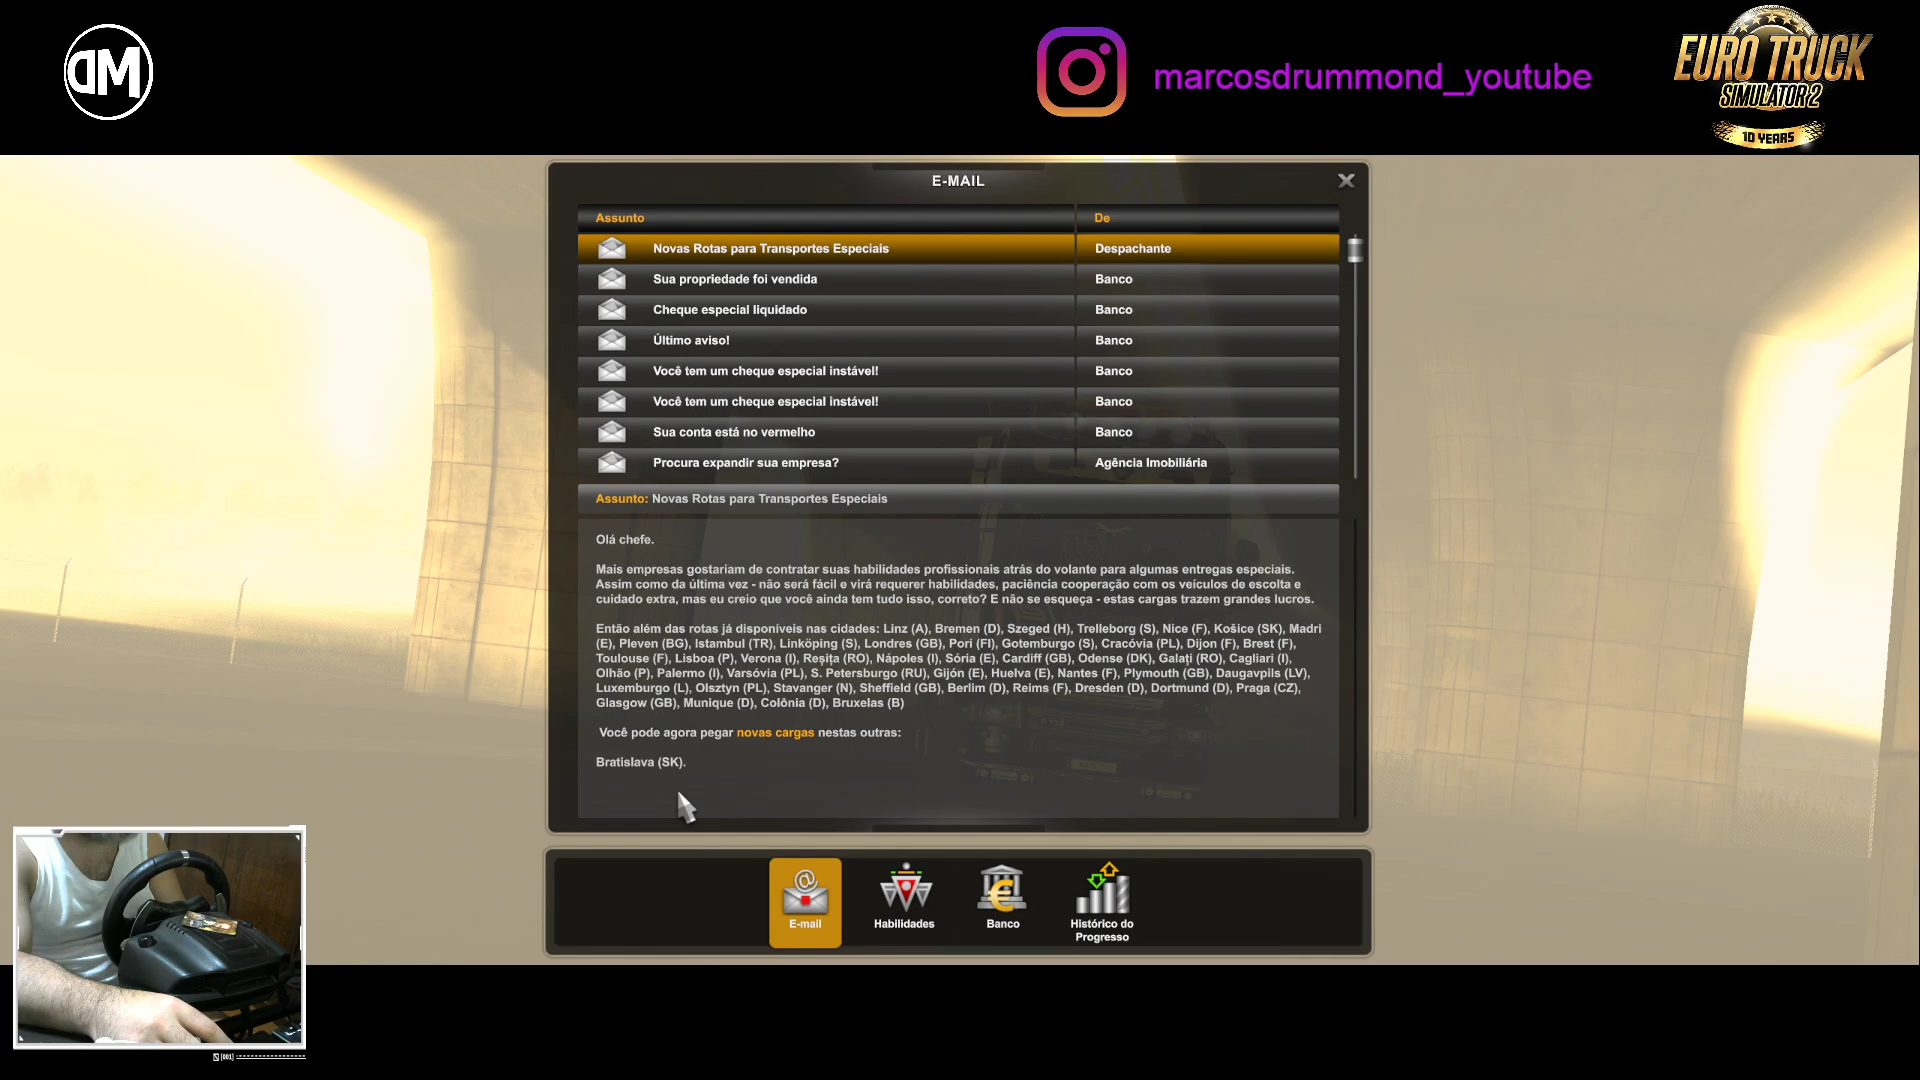 DM
marcosdrummond_youtube
EURO TRUCK
SIMULATOR 2
10 YEARS
E-MAIL
Assunto De
Novas Rotas para Transportes Especiais Despachante
Sua propriedade foi vendida Banco
Cheque especial liquidado Banco
Último aviso! Banco
Você tem um cheque especial instável! Banco
Você tem um cheque especial instável! Banco
Sua conta está no vermelho Banco
Procura expandir sua empresa? Agência Imobiliária
Assunto: Novas Rotas para Transportes Especiais
Olá chefe.
Mais empresas gostariam de contratar suas habilidades profissionais atrás do volante para algumas entregas especiais.
Assim como da última vez - não será fácil e virá requerer habilidades, paciência cooperação com os veículos de escolta e
cuidado extra, mas eu creio que você ainda tem tudo isso, correto? E não se esqueça - estas cargas trazem grandes lucros.
Então além das rotas já disponíveis nas cidades: Linz (A), Bremen (D), Szeged (H), Trelleborg (S), Nice (F), Košice (SK), Madri
(E), Pleven (BG), Istambul (TR), Linköping (S), Londres (GB), Pori (FI), Gotemburgo (S), Cracóvia (PL), Dijon (F), Brest (F),
Toulouse (F), Lisboa (P), Verona (I), Reșița (RO), Nápoles (I), Sória (E), Cardiff (GB), Odense (DK), Galați (RO), Cagliari (I),
Olhão (P), Palermo (I), Varsóvia (PL), S. Petersburgo (RU), Gijón (E), Huelva (E), Nantes (F), Plymouth (GB), Daugavpils (LV),
Luxemburgo (L), Olsztyn (PL), Stavanger (N), Sheffield (GB), Berlim (D), Reims (F), Dresden (D), Dortmund (D), Praga (CZ),
Glasgow (GB), Munique (D), Colônia (D), Bruxelas (B)
Você pode agora pegar novas cargas nestas outras:
Bratislava (SK).
E-mail
Habilidades
Banco
Histórico do
Progresso
[001]